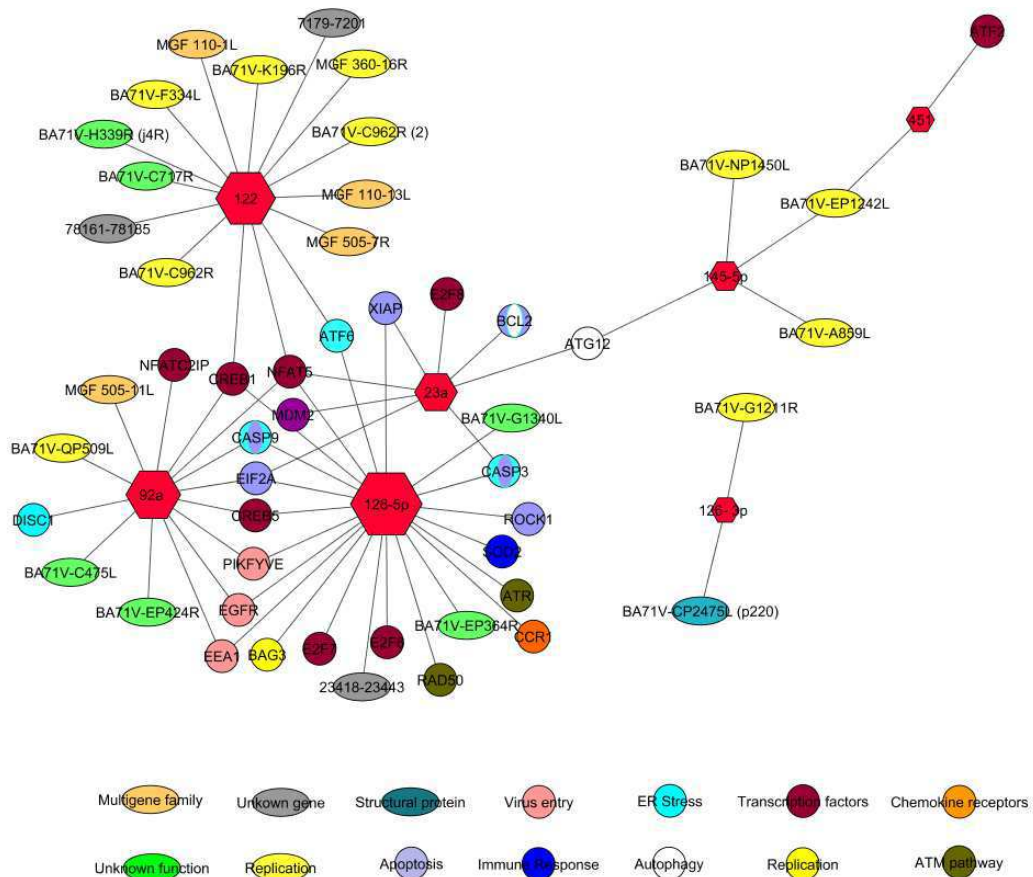 7179-7201
MGF 110-1L
BA71V-K196R
MGF 360-16R
BA71V-F334L
BA71V-H339R (j4R)
BA71V-C962R (2)
BA71V-C717R
122
MGF 110-13L
78161-78185
MGF 505-7R
BA71V-C962R
ATF2
451
BA71V-NP1450L
BA71V-EP1242L
145-5p
BA71V-A859L
XIAP
E2F8
BCL2
ATF6
ATG12
NFATC2IP
CREB1
NFAT5
MGF 505-11L
23a
MDM2
BA71V-G1340L
BA71V-G1211R
CASP9
BA71V-QP509L
EIF2A
CASP3
92a
126-5p
DISC1
CREB5
ROCK1
126- 3p
SOD2
PIKFYVE
BA71V-C475L
ATR
BA71V-EP424R
EGFR
BA71V-EP364R
CCR1
BA71V-CP2475L (p220)
EEA1
BAG3
E2F7
E2F6
RAD50
23418-23443
Multigene family
Unkown gene
Structural protein
Virus entry
ER Stress
Transcription factors
Chemokine receptors
Unknown function
Replication
Apoptosis
Immune Response
Autophagy
Replication
ATM pathway